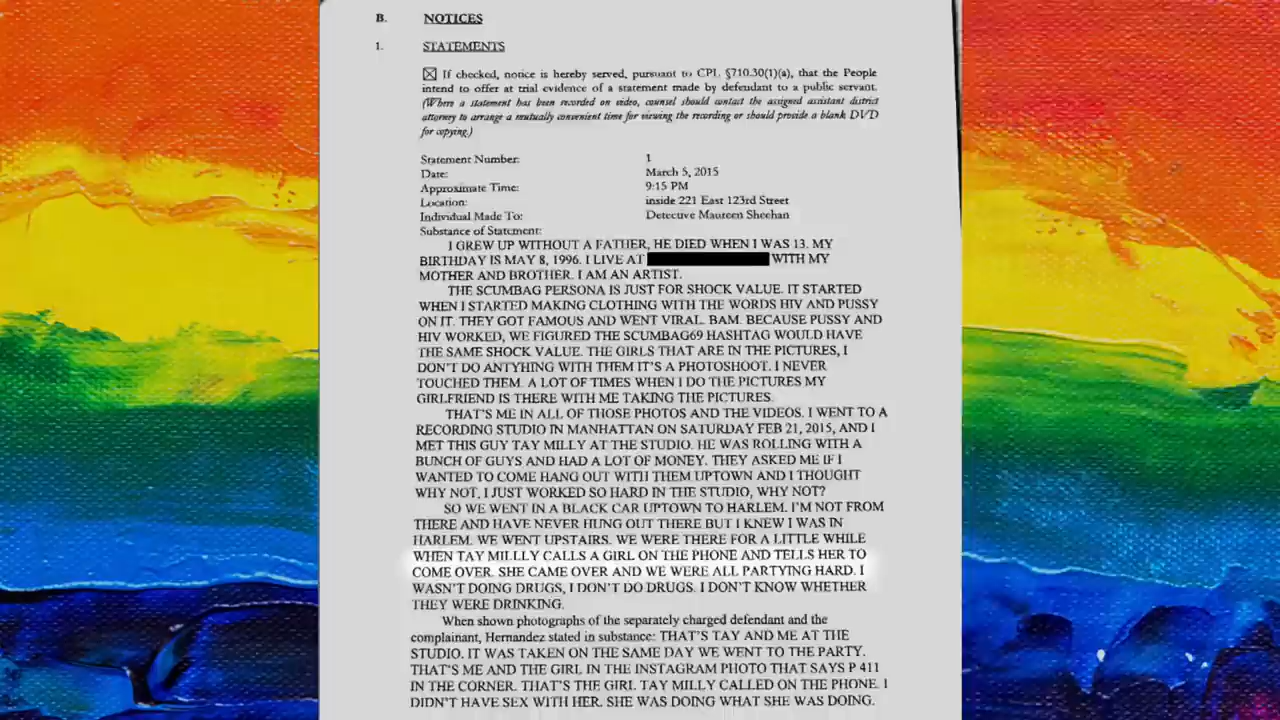 B. NOTICES
1. STATEMENTS
☒ If checked, notice is hereby served, pursuant to CPL §710.30(1)(a), that the People
intend to offer at trial evidence of a statement made by defendant to a public servant.
(Where a statement has been recorded on video, counsel should contact the assigned assistant district
attorney to arrange a mutually convenient time for viewing the recording or should provide a blank DVD
for copying.)
Statement Number: 1
Date: March 5, 2015
Approximate Time: 9:15 PM
Location: inside 221 East 123rd Street
Individual Made To: Detective Maureen Sheehan
Substance of Statement:
I GREW UP WITHOUT A FATHER, HE DIED WHEN I WAS 13. MY
BIRTHDAY IS MAY 8, 1996. I LIVE AT WITH MY
MOTHER AND BROTHER. I AM AN ARTIST.
THE SCUMBAG PERSONA IS JUST FOR SHOCK VALUE. IT STARTED
WHEN I STARTED MAKING CLOTHING WITH THE WORDS HIV AND PUSSY
ON IT. THEY GOT FAMOUS AND WENT VIRAL. BAM. BECAUSE PUSSY AND
HIV WORKED, WE FIGURED THE SCUMBAG69 HASHTAG WOULD HAVE
THE SAME SHOCK VALUE. THE GIRLS THAT ARE IN THE PICTURES, I
DON'T DO ANTYHING WITH THEM IT'S A PHOTOSHOOT. I NEVER
TOUCHED THEM. A LOT OF TIMES WHEN I DO THE PICTURES MY
GIRLFRIEND IS THERE WITH ME TAKING THE PICTURES.
THAT'S ME IN ALL OF THOSE PHOTOS AND THE VIDEOS. I WENT TO A
RECORDING STUDIO IN MANHATTAN ON SATURDAY FEB 21, 2015, AND I
MET THIS GUY TAY MILLY AT THE STUDIO. HE WAS ROLLING WITH A
BUNCH OF GUYS AND HAD A LOT OF MONEY. THEY ASKED ME IF I
WANTED TO COME HANG OUT WITH THEM UPTOWN AND I THOUGHT
WHY NOT, I JUST WORKED SO HARD IN THE STUDIO, WHY NOT?
SO WE WENT IN A BLACK CAR UPTOWN TO HARLEM. I'M NOT FROM
THERE AND HAVE NEVER HUNG OUT THERE BUT I KNEW I WAS IN
HARLEM. WE WENT UPSTAIRS. WE WERE THERE FOR A LITTLE WHILE
WHEN TAY MILLLY CALLS A GIRL ON THE PHONE AND TELLS HER TO
COME OVER. SHE CAME OVER AND WE WERE ALL PARTYING HARD. I
WASN'T DOING DRUGS, I DON'T DO DRUGS. I DON'T KNOW WHETHER
THEY WERE DRINKING.
When shown photographs of the separately charged defendant and the
complainant, Hernandez stated in substance: THAT'S TAY AND ME AT THE
STUDIO. IT WAS TAKEN ON THE SAME DAY WE WENT TO THE PARTY.
THAT'S ME AND THE GIRL IN THE INSTAGRAM PHOTO THAT SAYS P 411
IN THE CORNER. THAT'S THE GIRL TAY MILLY CALLED ON THE PHONE. I
DIDN'T HAVE SEX WITH HER. SHE WAS DOING WHAT SHE WAS DOING.